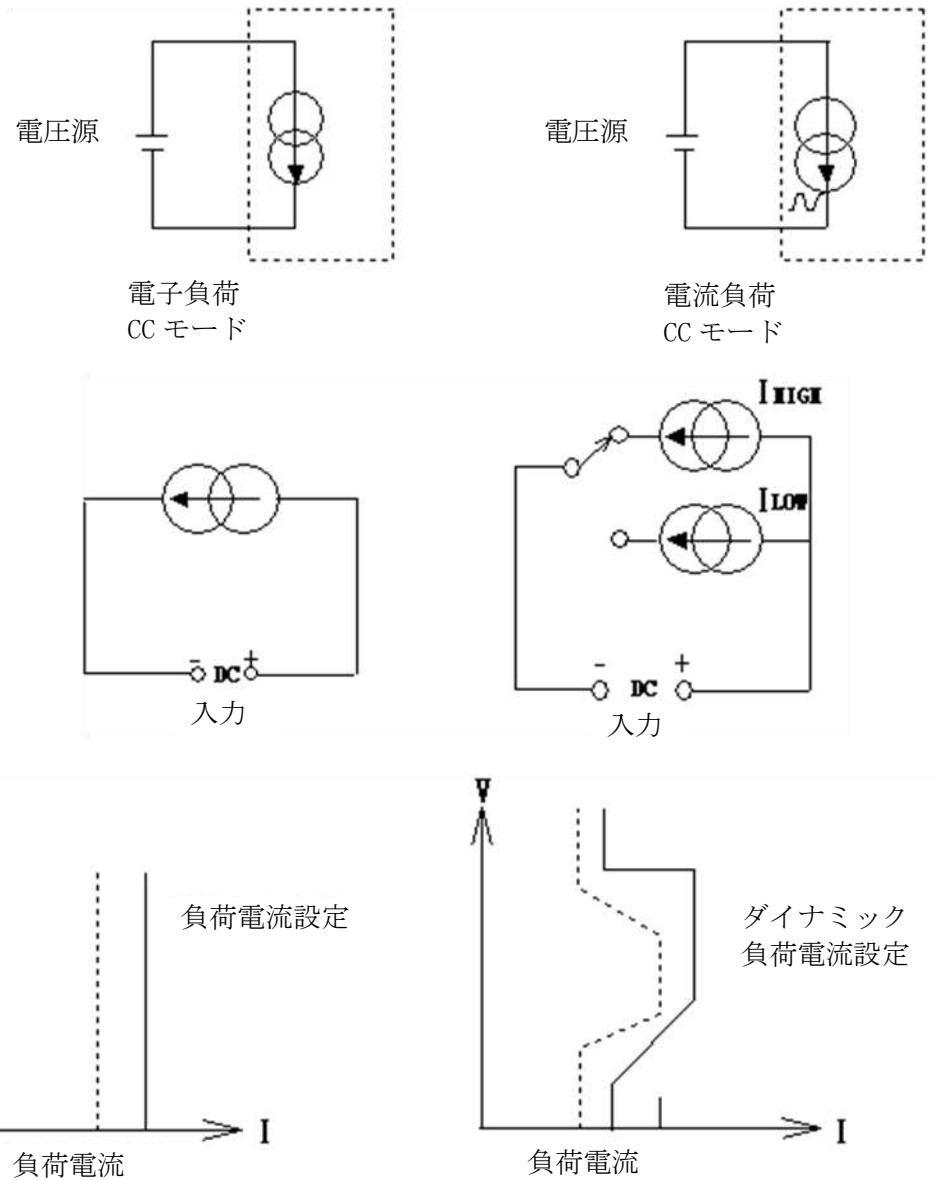 電圧源
電圧源
電子負荷
CC モード
電流負荷
CC モード
I HIGH
I LOW
- DC +
入力
- DC +
入力
V
負荷電流設定
ダイナミック
負荷電流設定
I
I
負荷電流
負荷電流